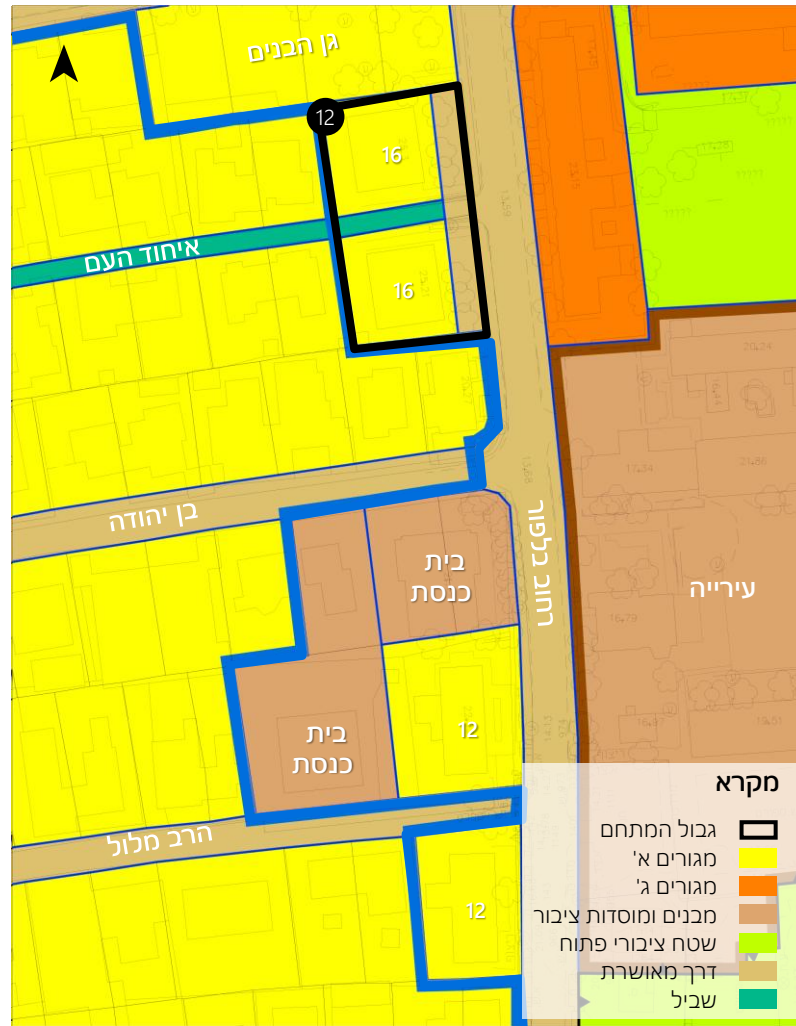 גן הבנים
12
16
איחוד העם
16
בן יהודה
רחוב בלפור
בית
כנסת
עירייה
12
בית
כנסת
הרב מלול
12
מקרא
גבול המתחם
מגורים א'
מגורים ג'
מבנים ומוסדות ציבור
שטח ציבורי פתוח
דרך מאושרת
שביל